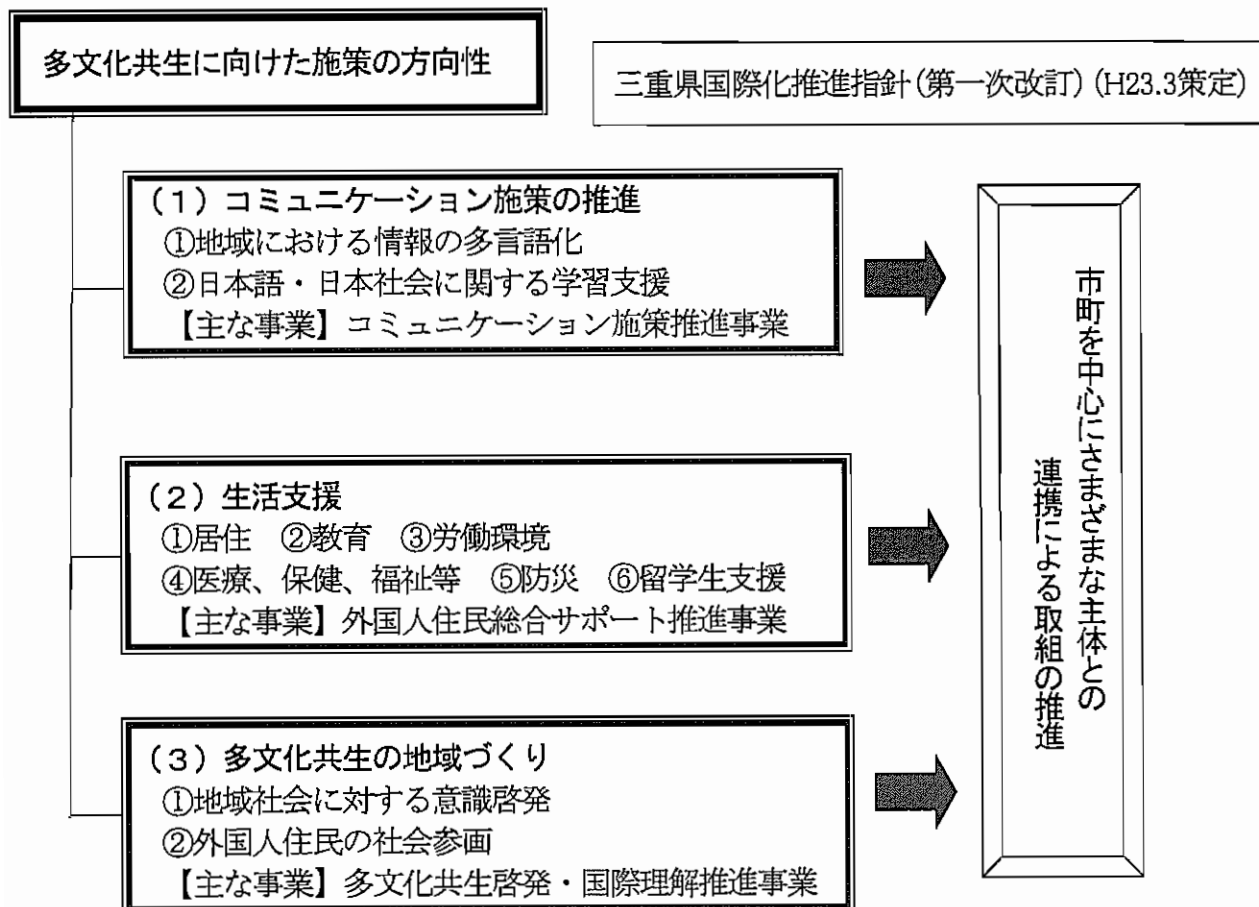 多文化共生に向けた施策の方向性
三重県国際化推進指針(第一次改訂)(H23.3策定)
(1)コミュニケーション施策の推進
①地域における情報の多言語化
②日本語・日本社会に関する学習支援
【主な事業】コミュニケーション施策推進事業
(2)生活支援
①居住 ②教育 ③労働環境
④医療、保健、福祉等 ⑤防災 ⑥留学生支援
【主な事業】外国人住民総合サポート推進事業
(3)多文化共生の地域づくり
①地域社会に対する意識啓発
②外国人住民の社会参画
【主な事業】多文化共生啓発・国際理解推進事業
市町を中心にさまざまな主体との
連携による取組の推進